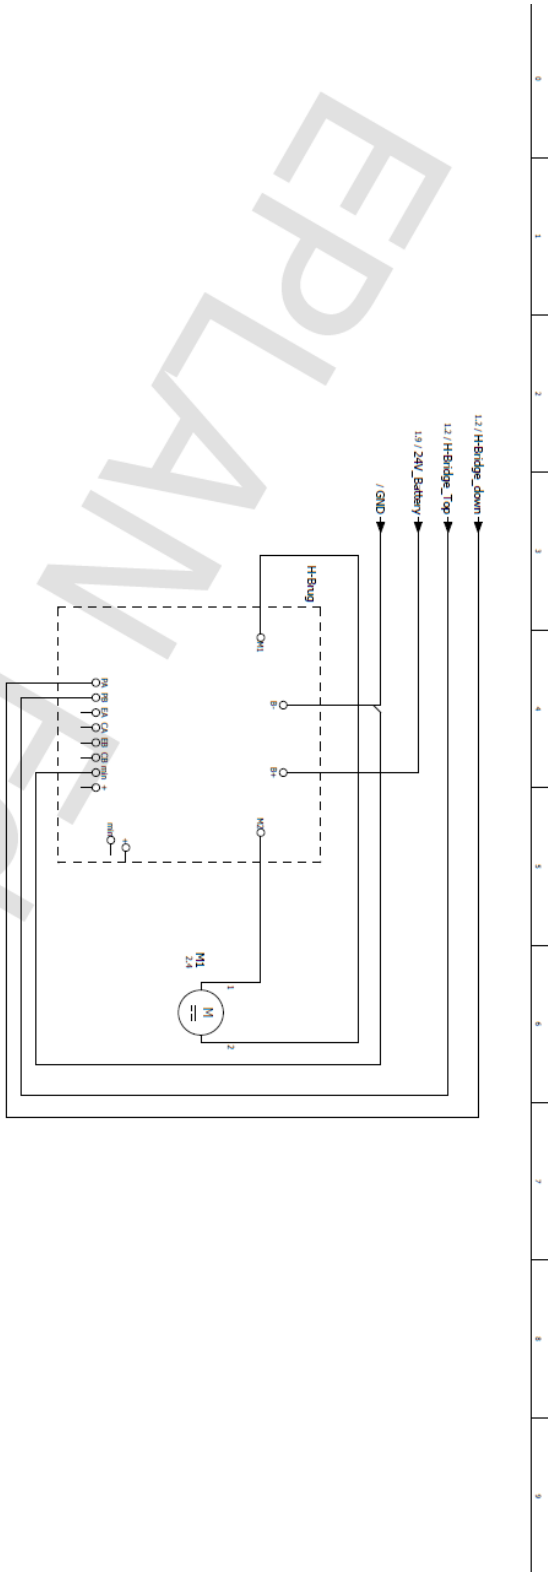 0
1
2
3
4
5
6
7
8
9
1.2 / H-Bridge_down
1.2 / H-Bridge_Top
1.9 / 24V_Battery
/ GND
H-Brug
M1
B-
B+
M2
PA
PB
EA
CA
EB
CB
min
+
min
+
M1
2.4
1
M
2
EPLAN